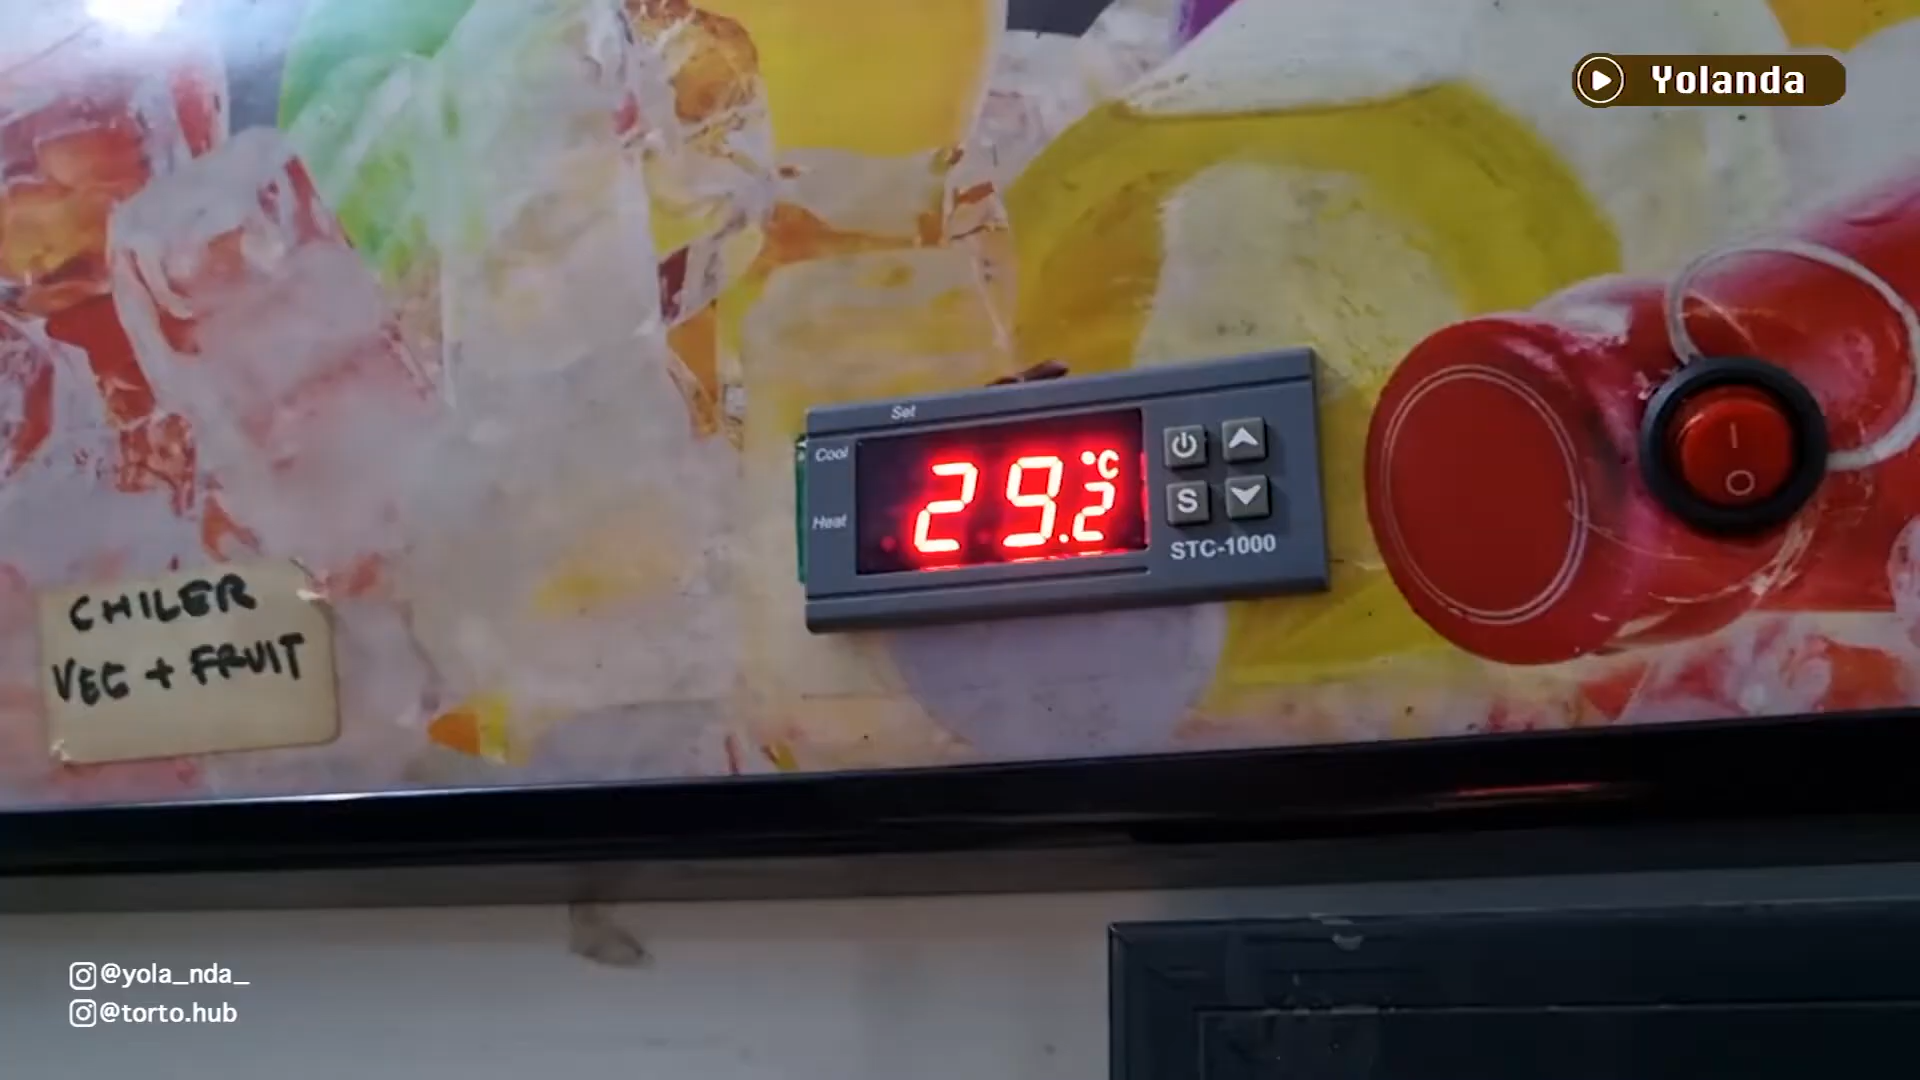 Yolanda
Set
Cool
Heat
29.2 °C
S
STC-1000
I
O
CHILER
VEG + FRUIT
@yola_nda_
@torto.hub